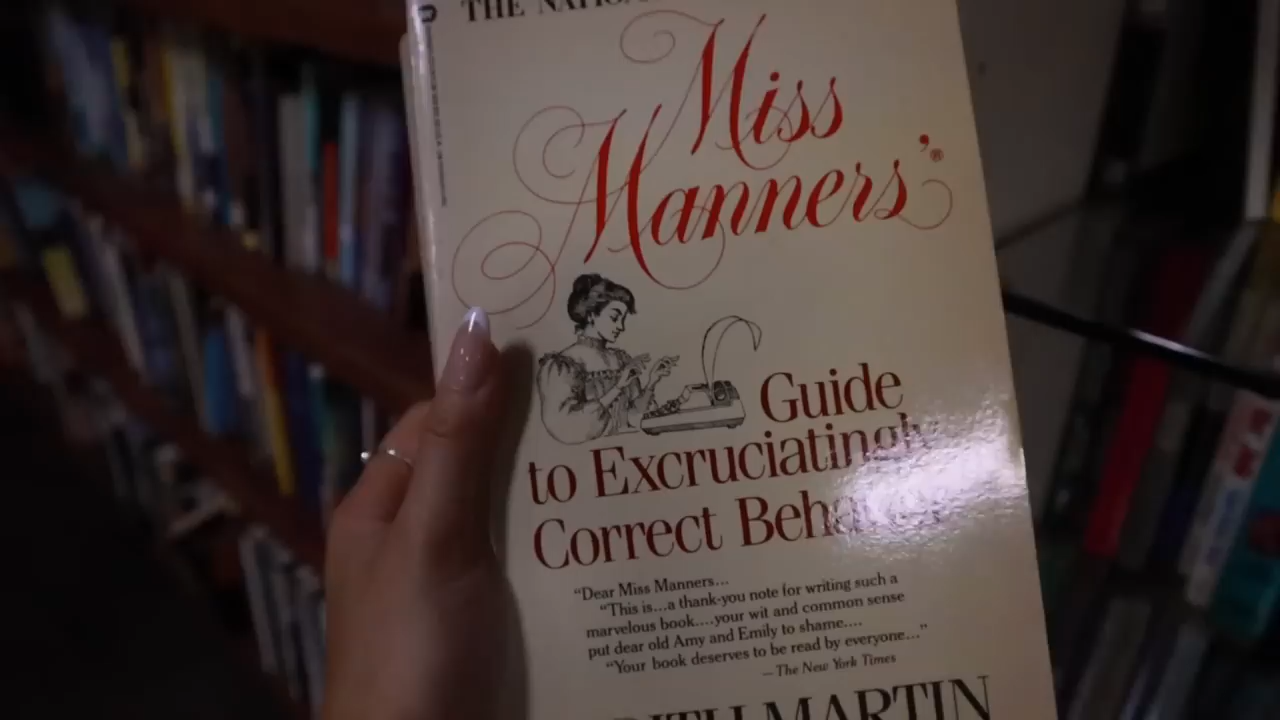 THE
Miss
Manners'®
Guide
to Excruciatingly
Correct
“Dear Miss Manners...
“This is...a thank-you note for writing such a
marvelous book....your wit and common sense
put dear old Amy and Emily to shame....
“Your book deserves to be read by everyone...”
—The New York Times
MARTIN